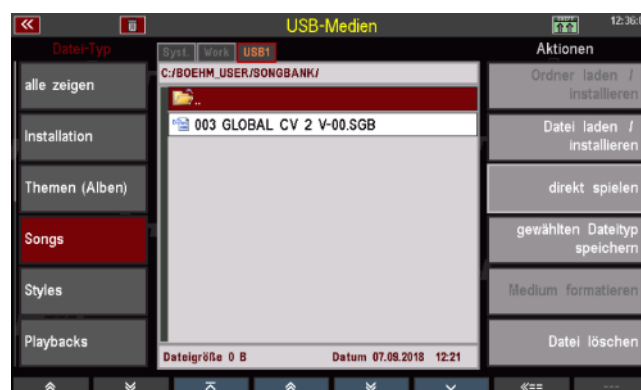 USB-Medien
12:36:
Datei-Typ
Syst. Work USB1
Aktionen
C:/BOEHM_USER/SONGBANK/
..
003 GLOBAL CV 2 V-00.SGB
alle zeigen
Installation
Themen (Alben)
Songs
Styles
Playbacks
Dateigröße 0 B Datum 07.09.2018 12:21
Ordner laden /
installieren
Datei laden /
installieren
direkt spielen
gewählten Dateityp
speichern
Medium formatieren
Datei löschen